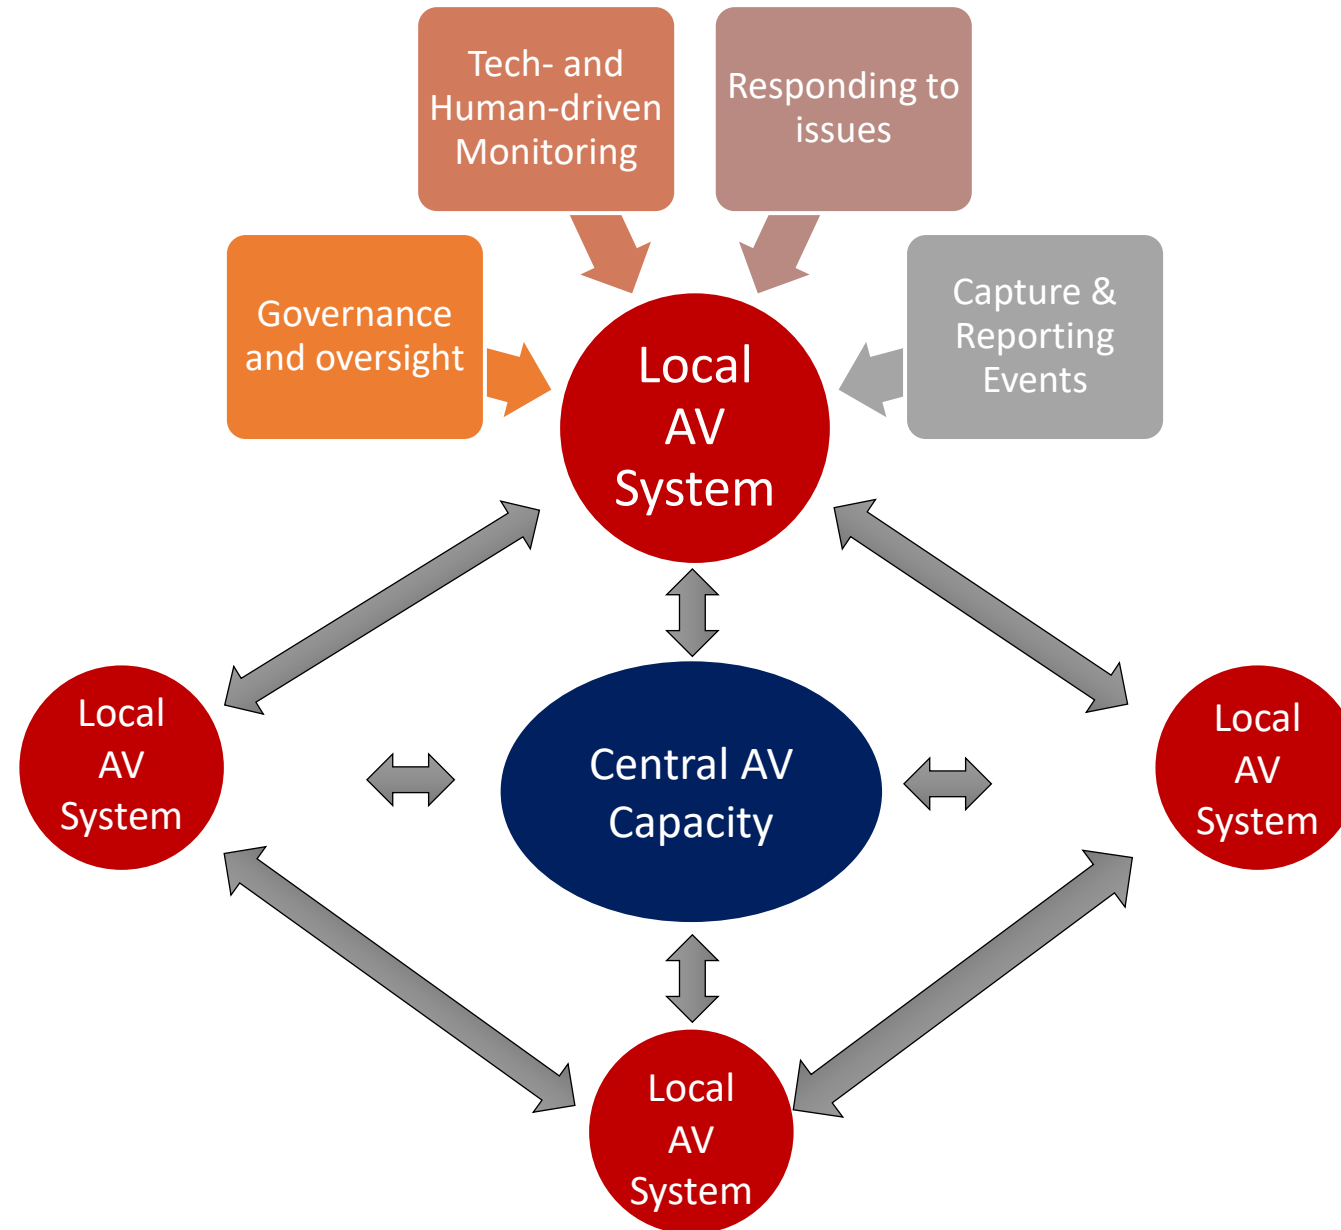 Tech- and
Human-driven
Monitoring
Responding to
issues
Governance
and oversight
Capture &
Reporting
Events
Local
AV
System
Local
AV
System
Central AV
Capacity
Local
AV
System
Local
AV
System